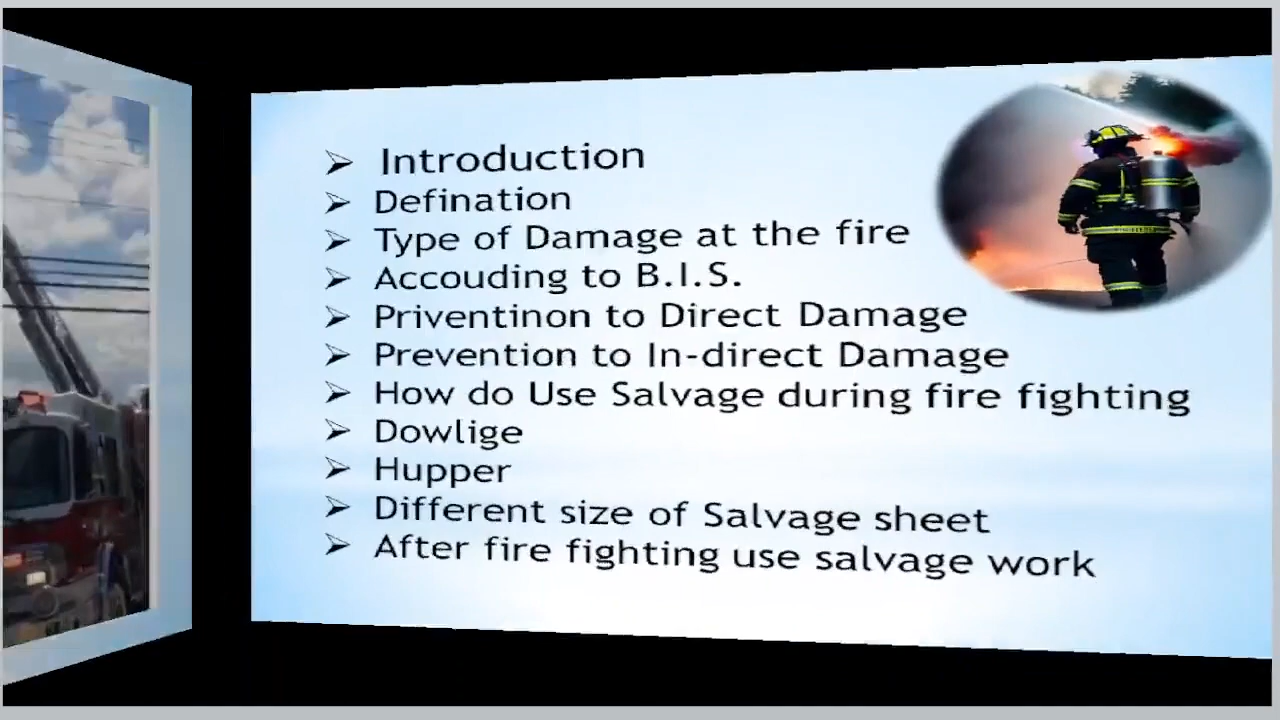 Introduction
Defination
Type of Damage at the fire
Accouding to B.I.S.
Priventinon to Direct Damage
Prevention to In-direct Damage
How do Use Salvage during fire fighting
Dowlige
Hupper
Different size of Salvage sheet
After fire fighting use salvage work